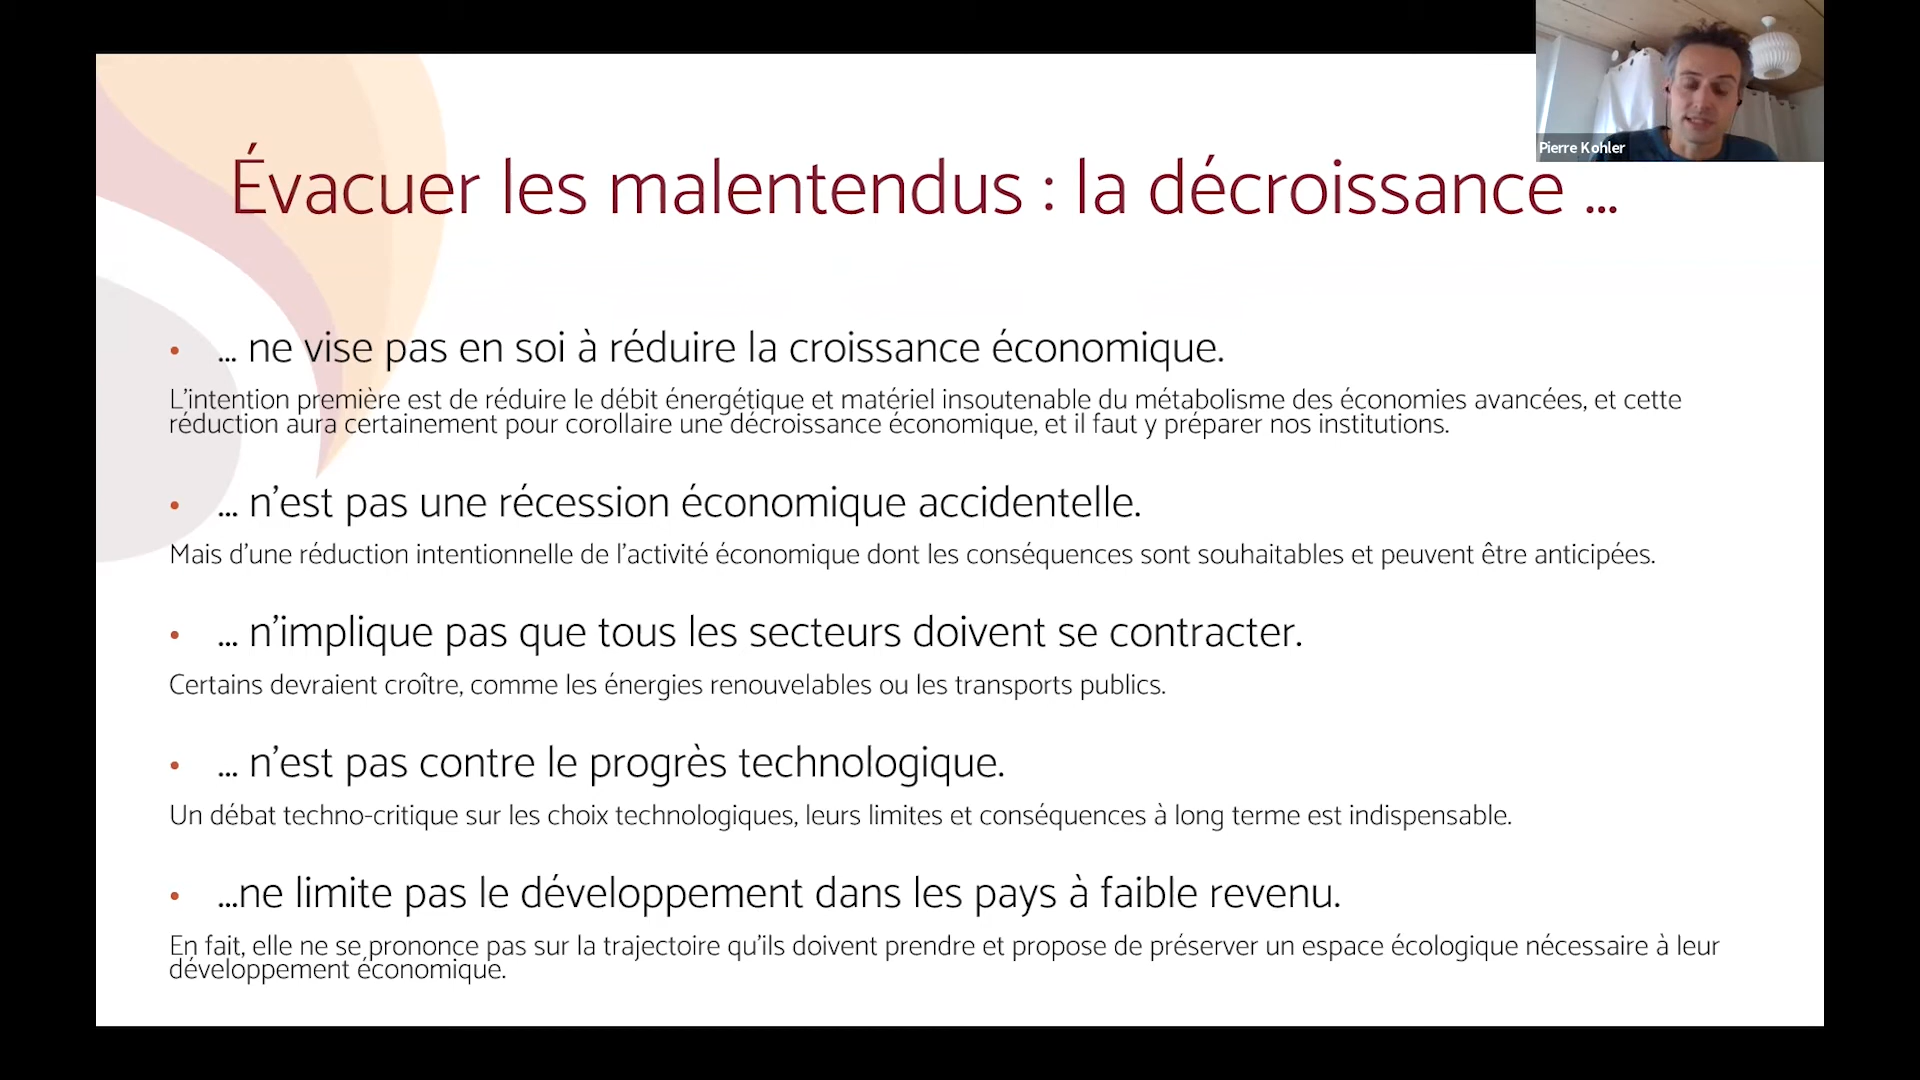 Pierre Kohler
Évacuer les malentendus : la décroissance ...
• ... ne vise pas en soi à réduire la croissance économique.
L'intention première est de réduire le débit énergétique et matériel insoutenable du métabolisme des économies avancées, et cette
réduction aura certainement pour corollaire une décroissance économique, et il faut y préparer nos institutions.
• ... n'est pas une récession économique accidentelle.
Mais d'une réduction intentionnelle de l'activité économique dont les conséquences sont souhaitables et peuvent être anticipées.
• ... n'implique pas que tous les secteurs doivent se contracter.
Certains devraient croître, comme les énergies renouvelables ou les transports publics.
• ... n'est pas contre le progrès technologique.
Un débat techno-critique sur les choix technologiques, leurs limites et conséquences à long terme est indispensable.
• ...ne limite pas le développement dans les pays à faible revenu.
En fait, elle ne se prononce pas sur la trajectoire qu'ils doivent prendre et propose de préserver un espace écologique nécessaire à leur
développement économique.